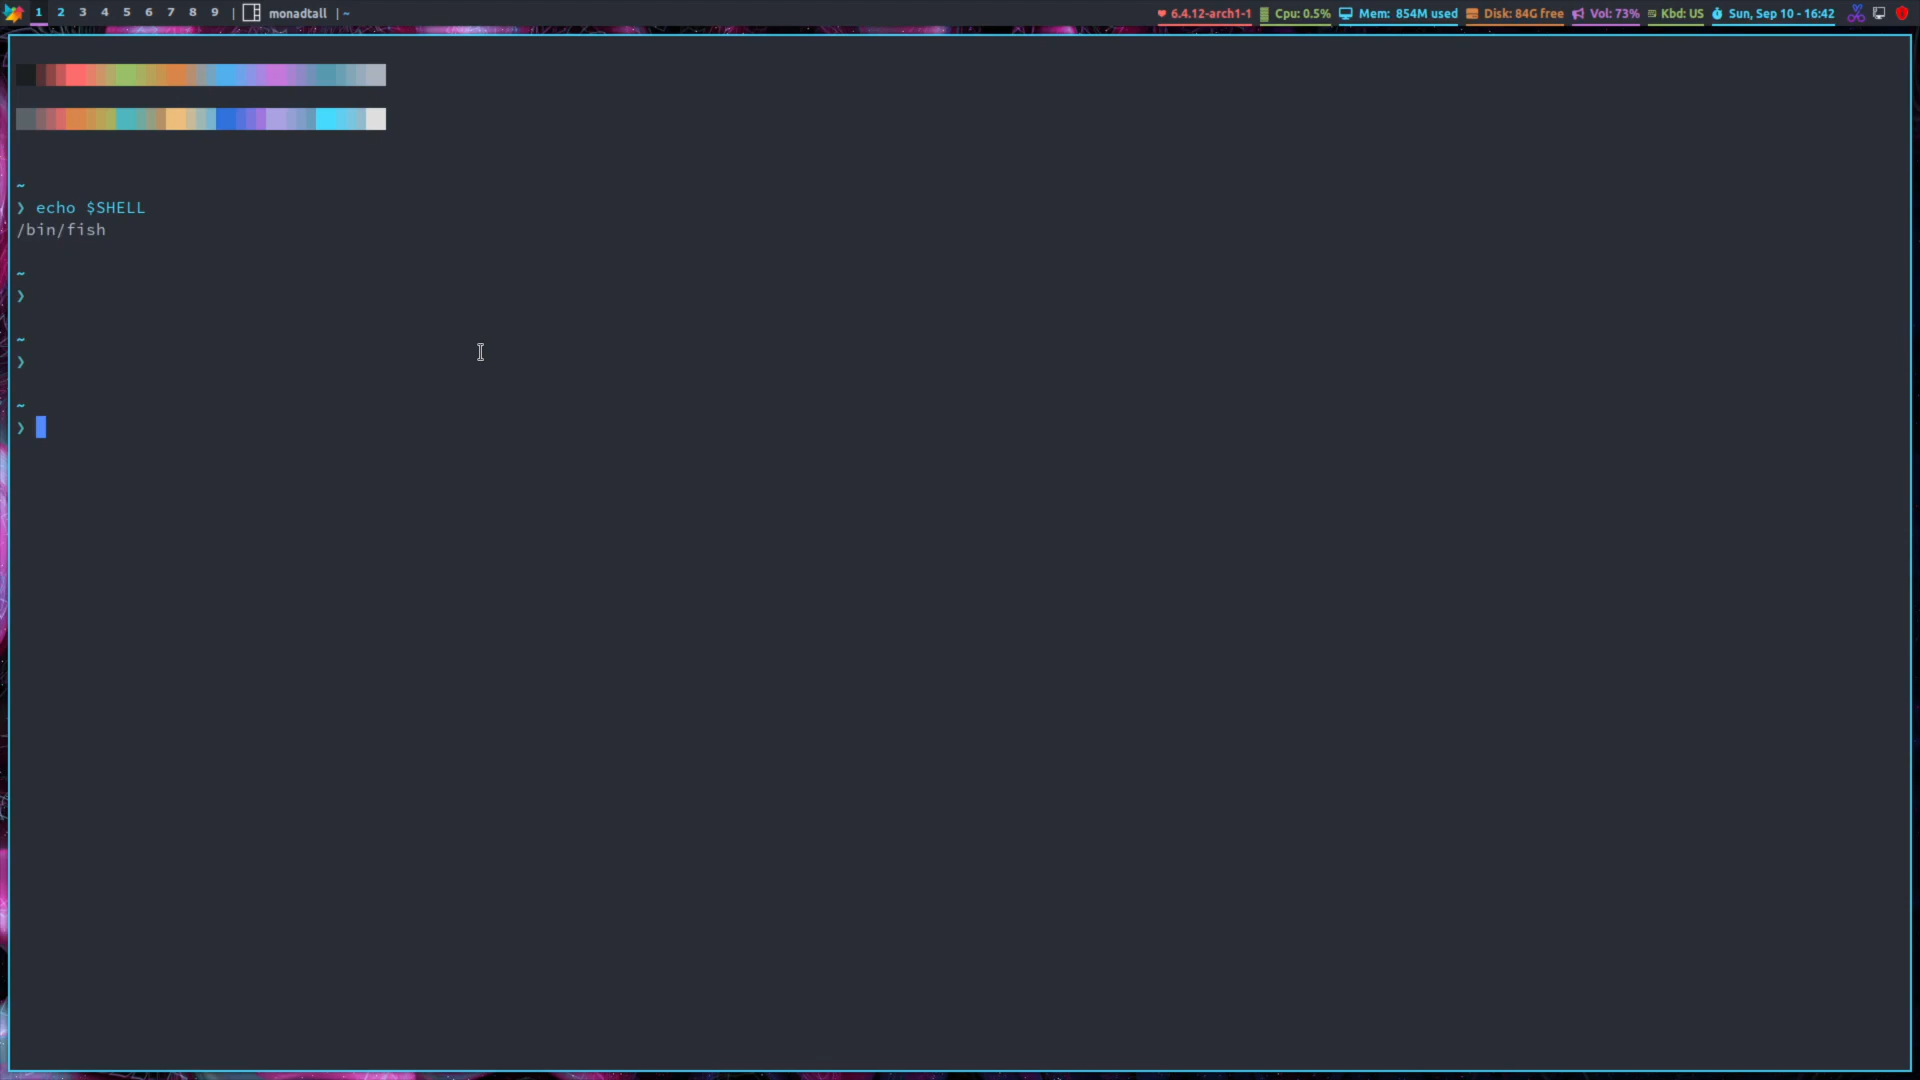 1 2 3 4 5 6 7 8 9 | monadtall | ~ 6.4.12-arch1-1 Cpu: 0.5% Mem: 854M used Disk: 84G free Vol: 73% Kbd: US Sun, Sep 10 - 16:42
~
❯ echo $SHELL
/bin/fish
~
❯
~
❯
~
❯